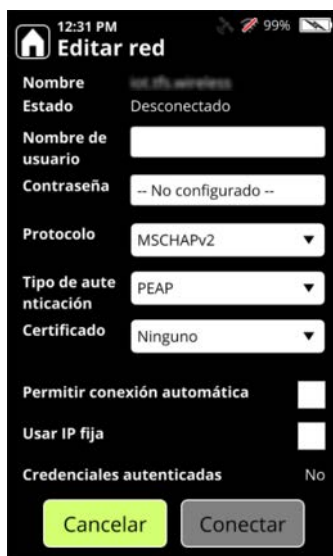 12:31 PM
99%
Editar red
Nombre
Estado Desconectado
Nombre de
usuario
Contraseña -- No configurado --
Protocolo MSCHAPv2
Tipo de aute
nticación
PEAP
Certificado Ninguno
Permitir conexión automática
Usar IP fija
Credenciales autenticadas No
Cancelar Conectar